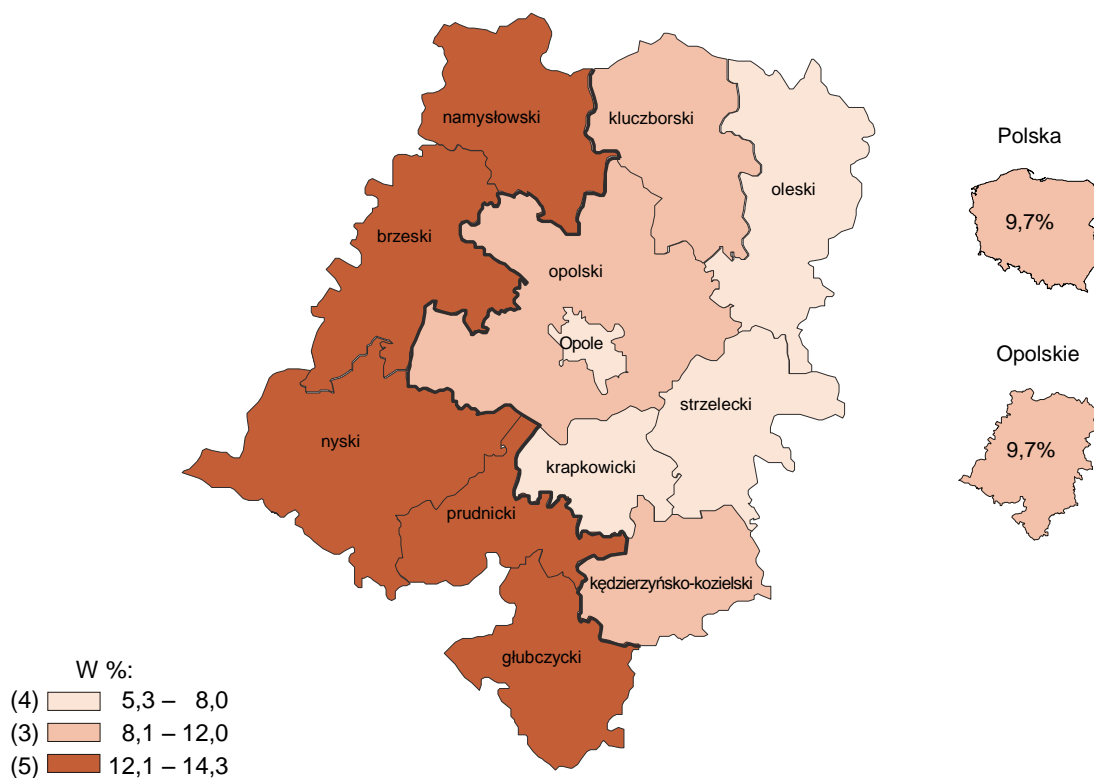 namysłowski
kluczborski
oleski
brzeski
opolski
Opole
strzelecki
nyski
krapkowicki
prudnicki
kędzierzyńsko-kozielski
głubczycki
Polska
9,7%
Opolskie
9,7%
W %:
(4) 5,3 – 8,0
(3) 8,1 – 12,0
(5) 12,1 – 14,3